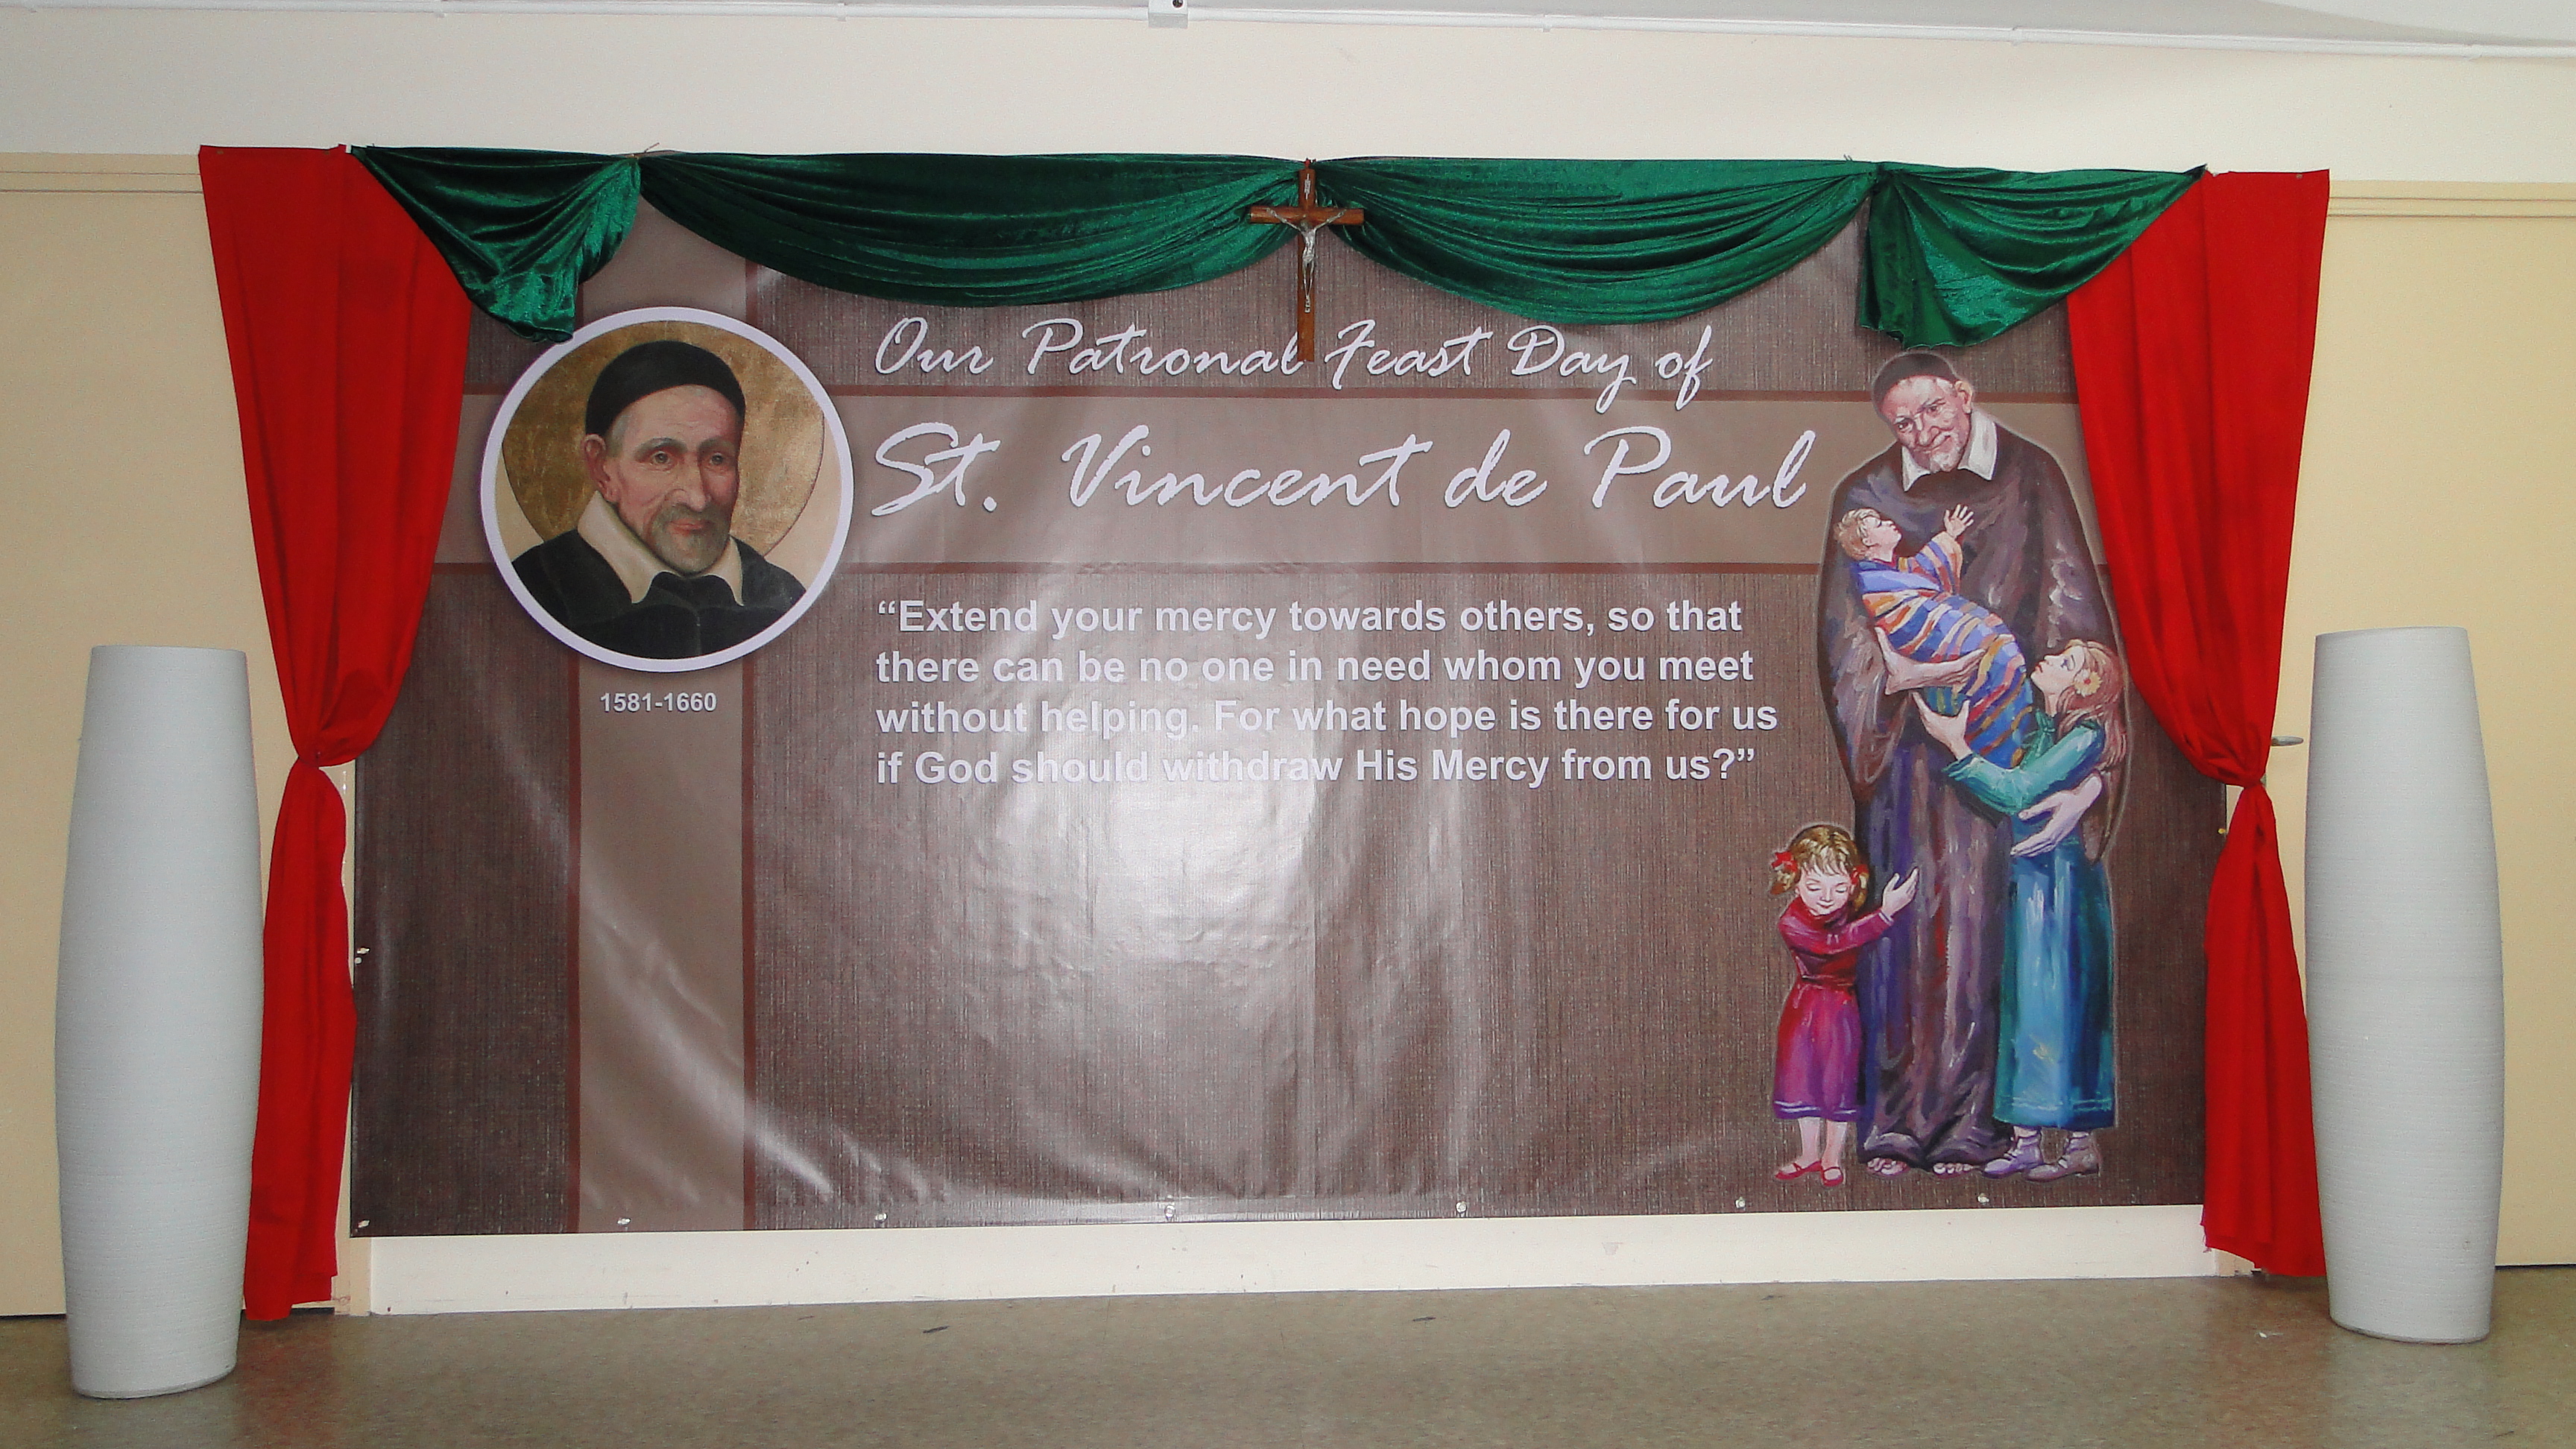 Our Patronal Feast Day of
St. Vincent de Paul
1581-1660
“Extend your mercy towards others, so that
there can be no one in need whom you meet
without helping. For what hope is there for us
if God should withdraw His Mercy from us?”